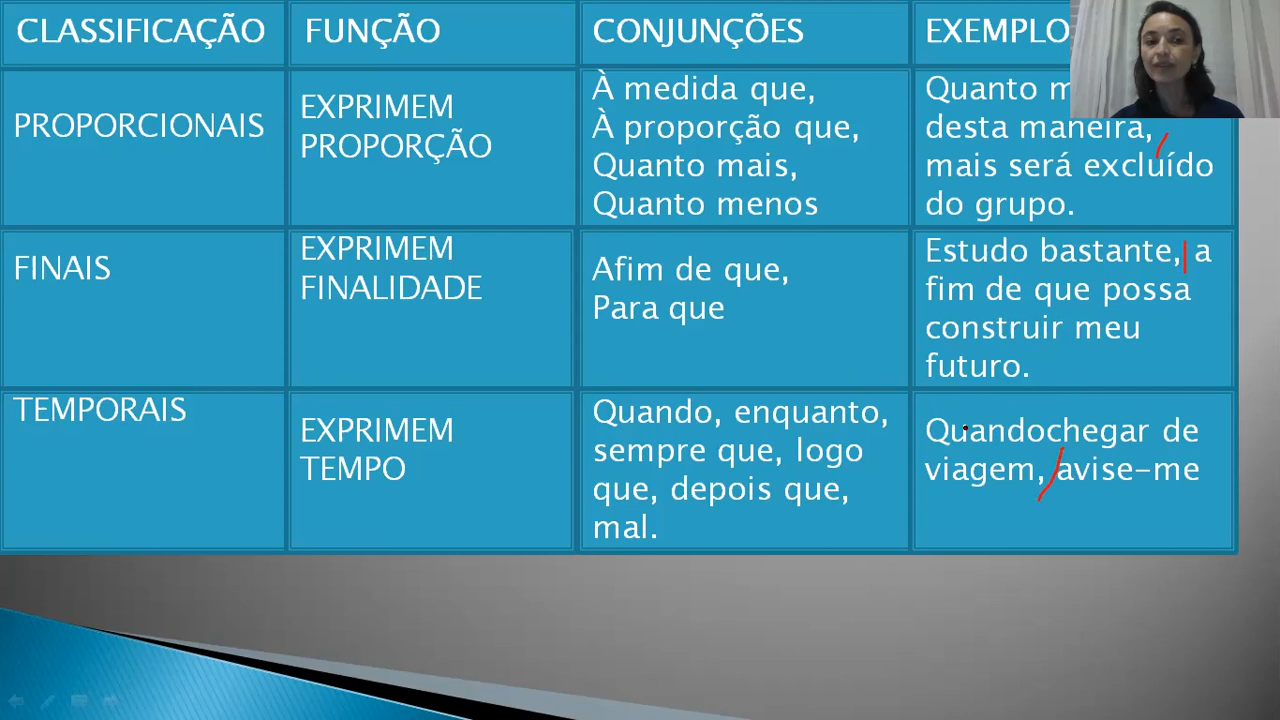 CLASSIFICAÇÃO
FUNÇÃO
CONJUNÇÕES
EXEMPLO
PROPORCIONAIS
EXPRIMEM
PROPORÇÃO
À medida que,
À proporção que,
Quanto mais,
Quanto menos
Quanto
desta maneira,
mais será excluído
do grupo.
FINAIS
EXPRIMEM
FINALIDADE
Afim de que,
Para que
Estudo bastante, a
fim de que possa
construir meu
futuro.
TEMPORAIS
EXPRIMEM
TEMPO
Quando, enquanto,
sempre que, logo
que, depois que,
mal.
Quandochegar de
viagem, avise-me